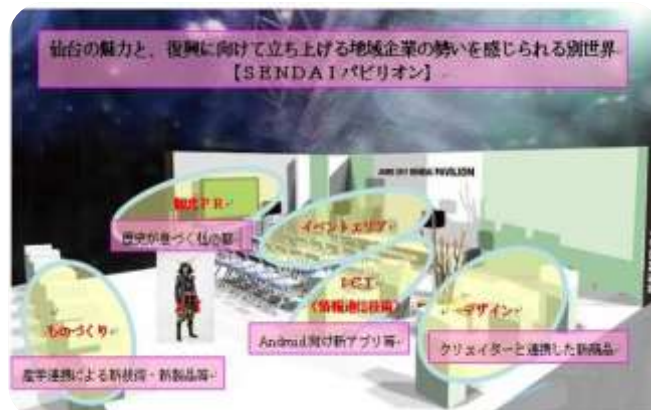 仙台の魅力と、復興に向けて立ち上げる地域企業の勢いを感じられる別世界
【ＳＥＮＤＡＩパビリオン】
SENDAI PAVILION
観光ＰＲ
歴史が息づく杜の都
イベントエリア
ＩＣＴ
（情報通信技術）
Android向け新アプリ等
デザイン
クリエイターと連携した新商品
ものづくり
産学連携による新技術・新製品等